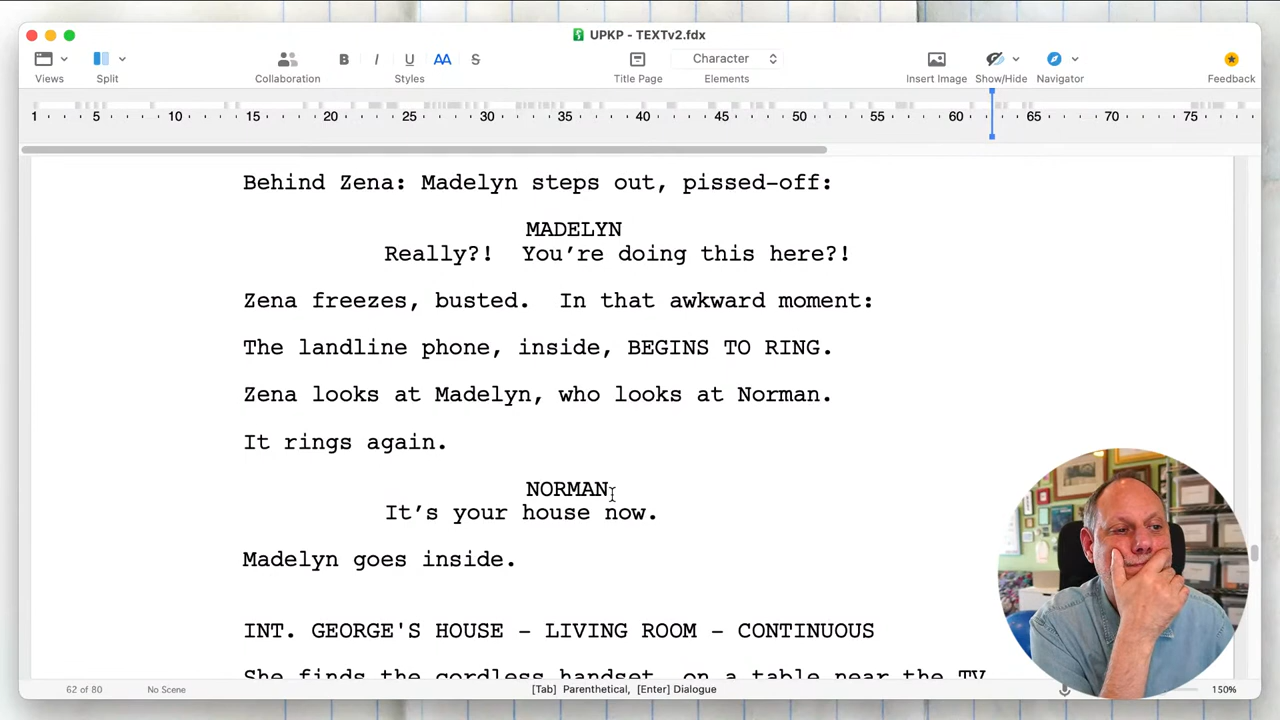 UPKP - TEXTv2.fdx
B I U AA S
Character
Views Split Collaboration Styles Title Page Elements Insert Image Show/Hide Navigator Feedback
1 5 10 15 20 25 30 35 40 45 50 55 60 65 70 75
Behind Zena: Madelyn steps out, pissed-off:
MADELYN
Really?! You’re doing this here?!
Zena freezes, busted. In that awkward moment:
The landline phone, inside, BEGINS TO RING.
Zena looks at Madelyn, who looks at Norman.
It rings again.
NORMAN
It’s your house now.
Madelyn goes inside.
INT. GEORGE'S HOUSE - LIVING ROOM - CONTINUOUS
She finds the cordless handset, on a table near the TV
62 of 80 No Scene [Tab] Parenthetical, [Enter] Dialogue 150%